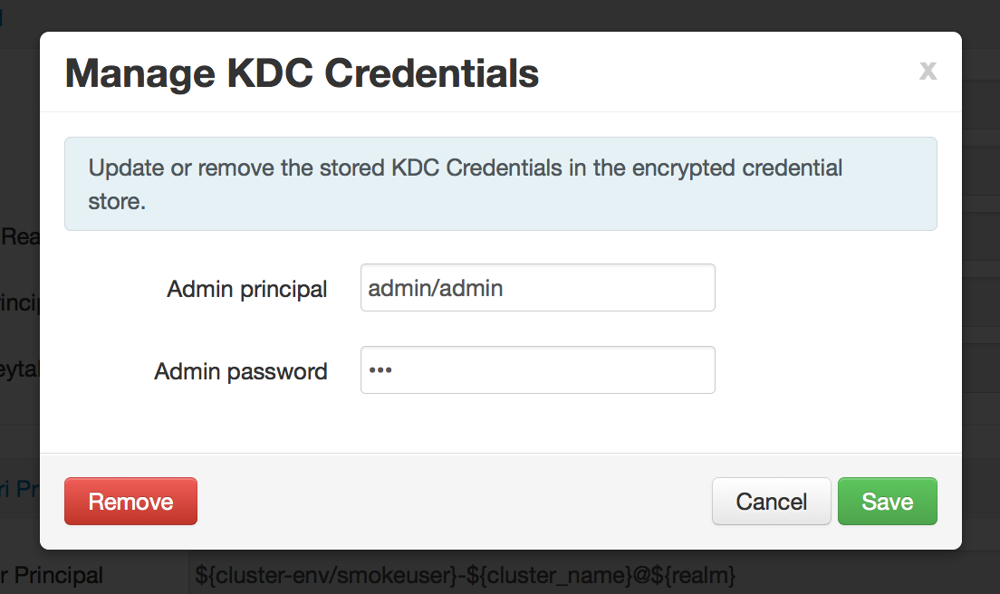 Manage KDC Credentials
x
Update or remove the stored KDC Credentials in the encrypted credential
store.
Rea
Admin principal admin/admin
incip
Admin password •••
eytal
ri Pr
Remove Cancel Save
r Principal ${cluster-env/smokeuser}-${cluster_name}@${realm}